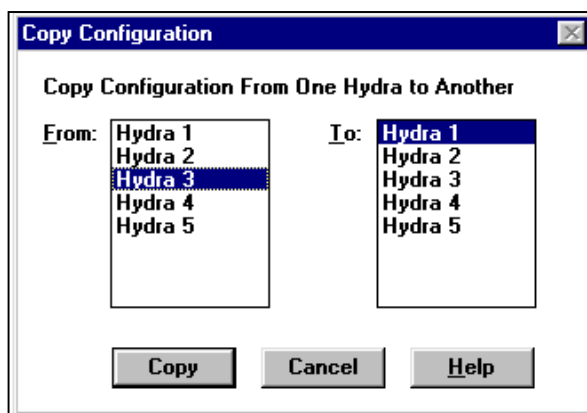 Copy Configuration
Copy Configuration From One Hydra to Another
From:
Hydra 1
Hydra 2
Hydra 3
Hydra 4
Hydra 5
To:
Hydra 1
Hydra 2
Hydra 3
Hydra 4
Hydra 5
Copy Cancel Help